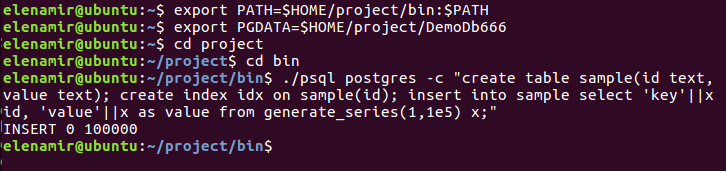 elenamir@ubuntu:~$ export PATH=$HOME/project/bin:$PATH
elenamir@ubuntu:~$ export PGDATA=$HOME/project/DemoDb666
elenamir@ubuntu:~$ cd project
elenamir@ubuntu:~/project$ cd bin
elenamir@ubuntu:~/project/bin$ ./psql postgres -c "create table sample(id text,
value text); create index idx on sample(id); insert into sample select 'key'||x
id, 'value'||x as value from generate_series(1,1e5) x;"
INSERT 0 100000
elenamir@ubuntu:~/project/bin$